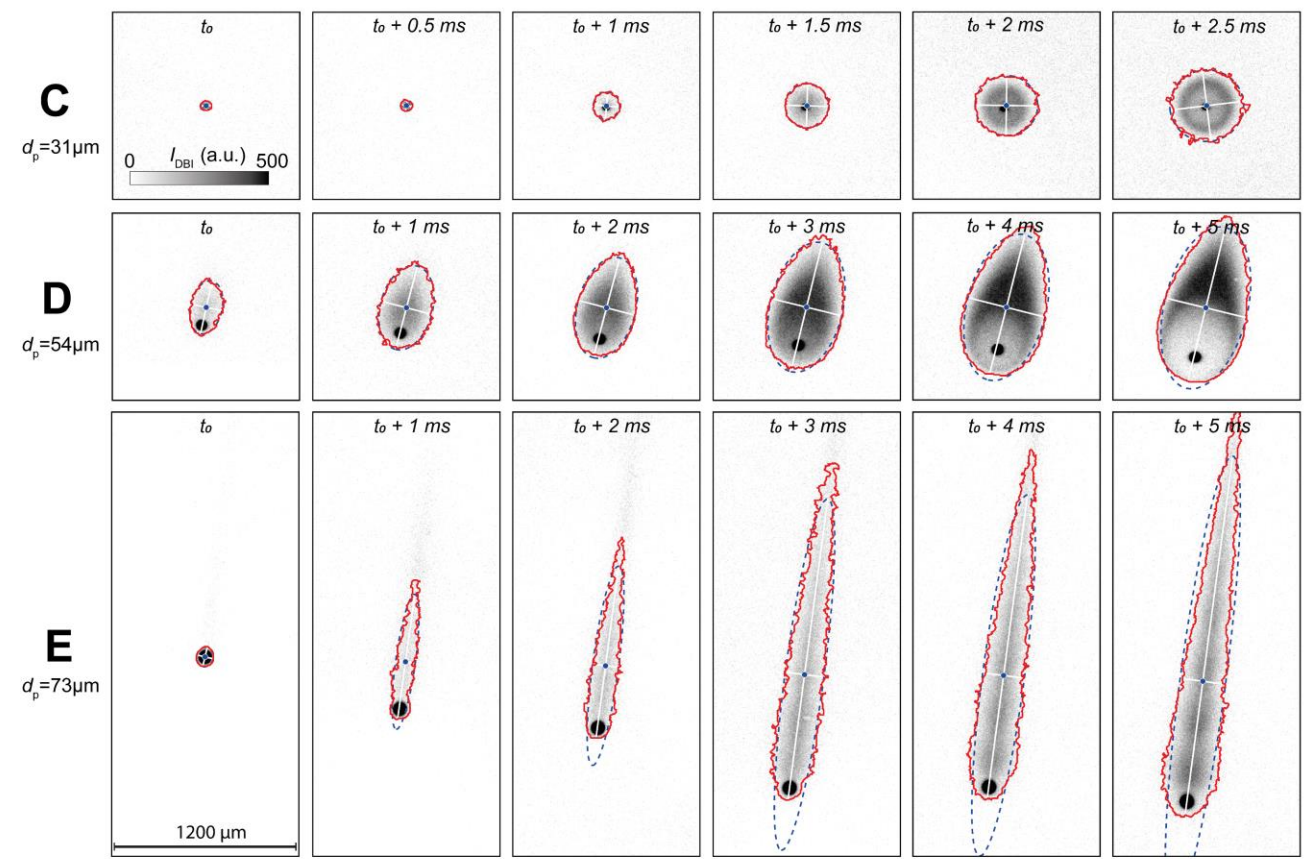 t₀ t₀ + 0.5 ms t₀ + 1 ms t₀ + 1.5 ms t₀ + 2 ms t₀ + 2.5 ms
C
dₚ=31µm
0 I_DBI (a.u.) 500
t₀ t₀ + 1 ms t₀ + 2 ms t₀ + 3 ms t₀ + 4 ms t₀ + 5 ms
D
dₚ=54µm
t₀ t₀ + 1 ms t₀ + 2 ms t₀ + 3 ms t₀ + 4 ms t₀ + 5 ms
E
dₚ=73µm
1200 µm